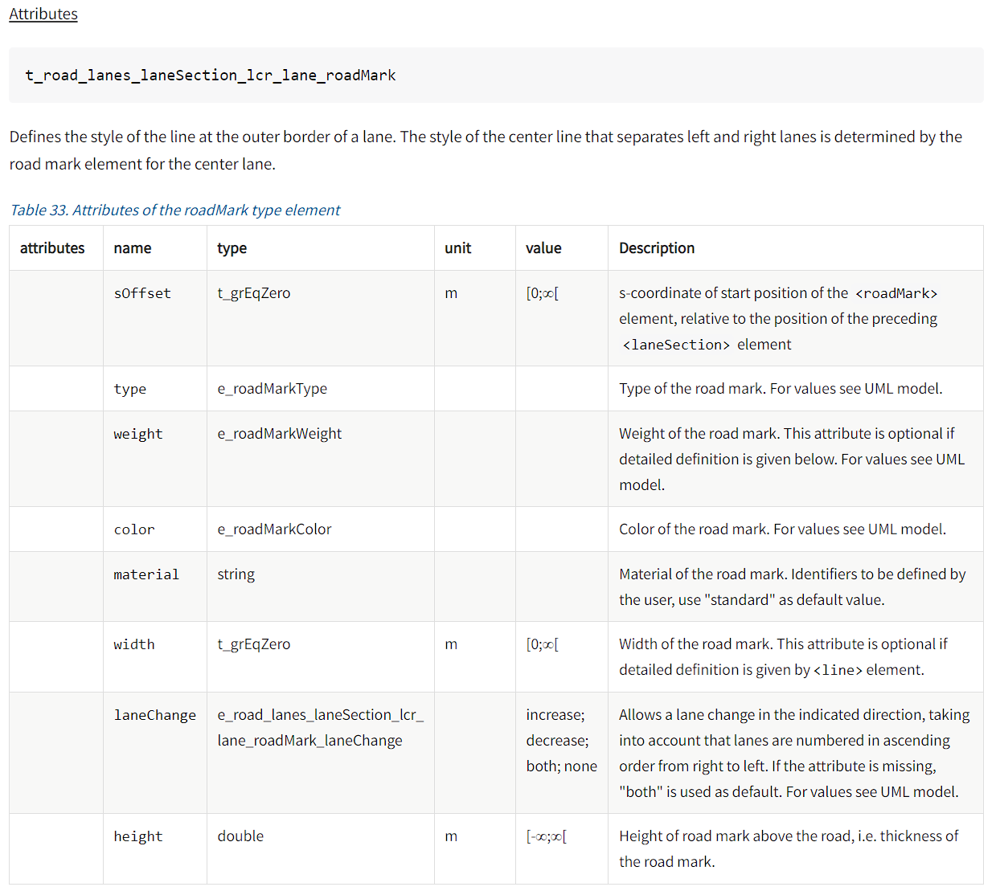 Attributes
t_road_lanes_laneSection_lcr_lane_roadMark
Defines the style of the line at the outer border of a lane. The style of the center line that separates left and right lanes is determined by the
road mark element for the center lane.
Table 33. Attributes of the roadMark type element
attributes name type unit value Description
sOffset t_grEqZero m [0;∞[ s-coordinate of start position of the <roadMark>
element, relative to the position of the preceding
<laneSection> element
type e_roadMarkType Type of the road mark. For values see UML model.
weight e_roadMarkWeight Weight of the road mark. This attribute is optional if
detailed definition is given below. For values see UML
model.
color e_roadMarkColor Color of the road mark. For values see UML model.
material string Material of the road mark. Identifiers to be defined by
the user, use "standard" as default value.
width t_grEqZero m [0;∞[ Width of the road mark. This attribute is optional if
detailed definition is given by <line> element.
laneChange e_road_lanes_laneSection_lcr_ increase; Allows a lane change in the indicated direction, taking
lane_roadMark_laneChange decrease; into account that lanes are numbered in ascending
both; none order from right to left. If the attribute is missing,
"both" is used as default. For values see UML model.
height double m [-∞;∞[ Height of road mark above the road, i.e. thickness of
the road mark.